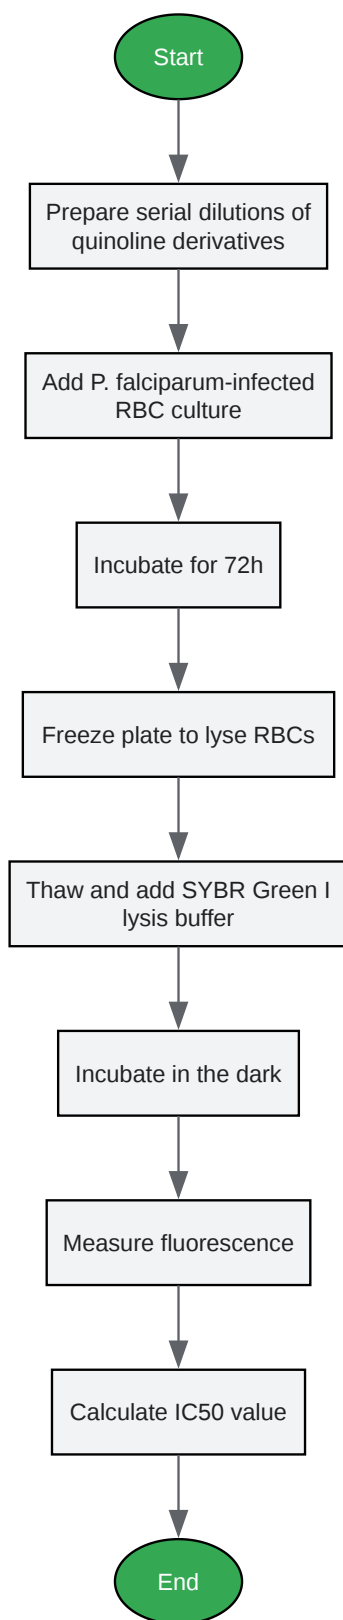 Start
Prepare serial dilutions of
quinoline derivatives
Add P. falciparum-infected
RBC culture
Incubate for 72h
Freeze plate to lyse RBCs
Thaw and add SYBR Green I
lysis buffer
Incubate in the dark
Measure fluorescence
Calculate IC50 value
End